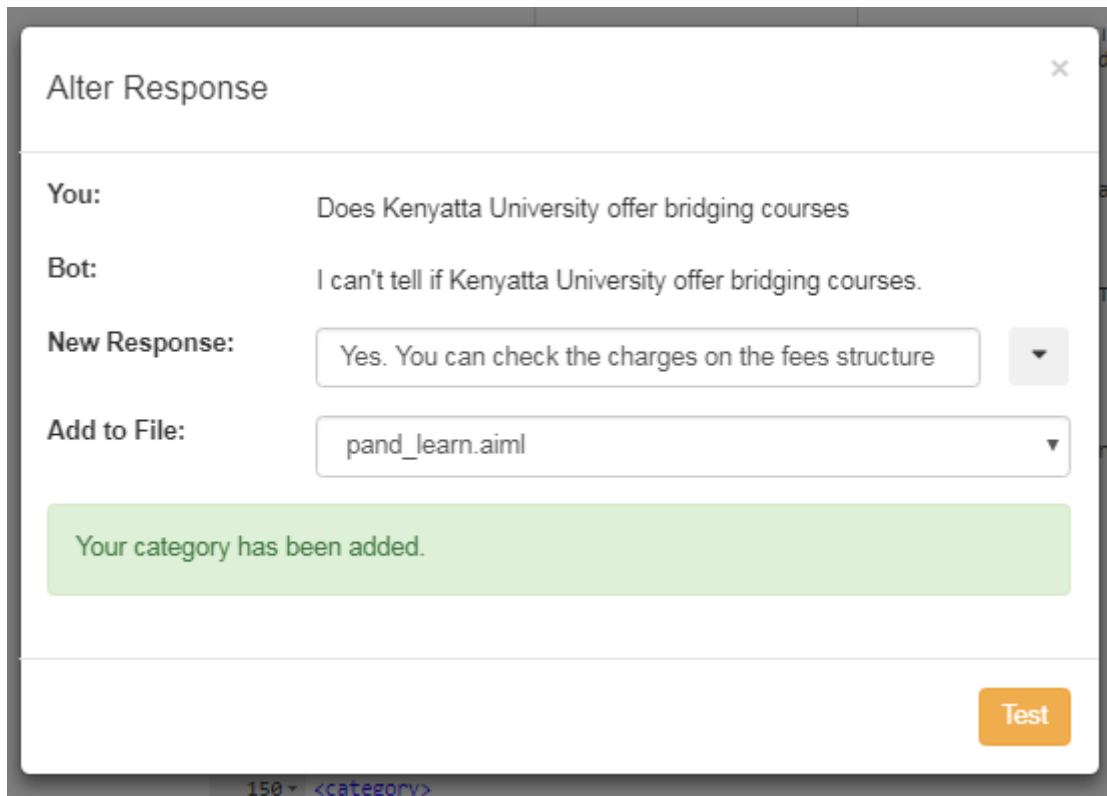 Alter Response ×
You: Does Kenyatta University offer bridging courses
Bot: I can't tell if Kenyatta University offer bridging courses.
New Response: Yes. You can check the charges on the fees structure
Add to File: pand_learn.aiml
Your category has been added.
Test
150 <category>